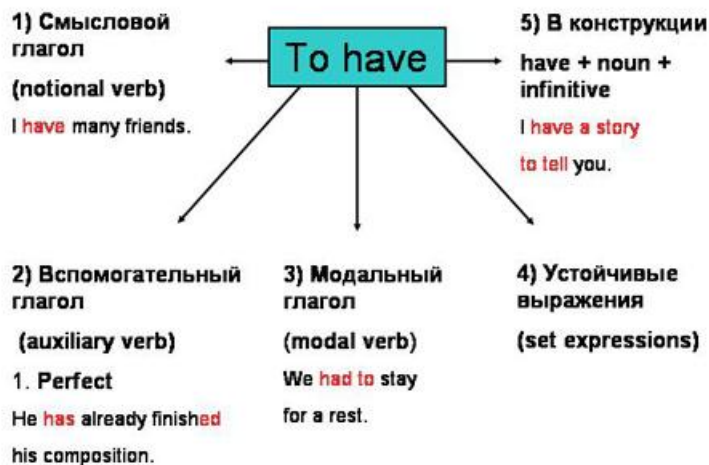 To have
1) Смысловой
глагол
(notional verb)
I have many friends.
5) В конструкции
have + noun +
infinitive
I have a story
to tell you.
2) Вспомогательный
глагол
(auxiliary verb)
1. Perfect
He has already finished
his composition.
3) Модальный
глагол
(modal verb)
We had to stay
for a rest.
4) Устойчивые
выражения
(set expressions)